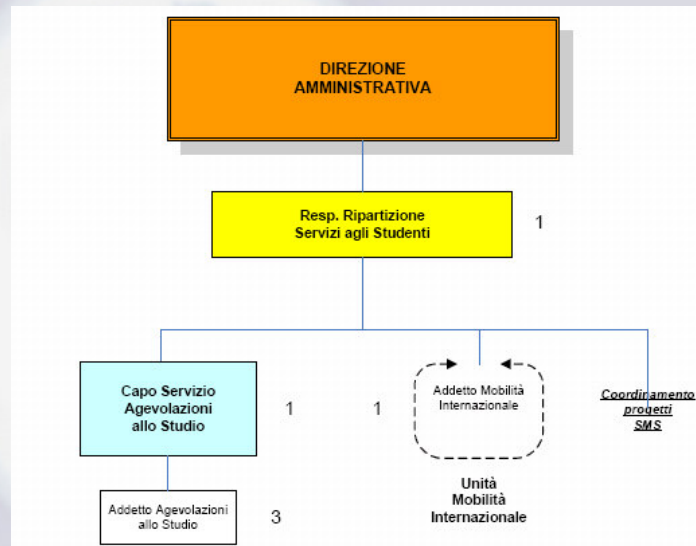 DIREZIONE
AMMINISTRATIVA
Resp. Ripartizione
Servizi agli Studenti
1
Capo Servizio
Agevolazioni
allo Studio
1
1
Addetto Mobilità
Internazionale
Coordinamento
progetti
SMS
Unità
Mobilità
Internazionale
Addetto Agevolazioni
allo Studio
3